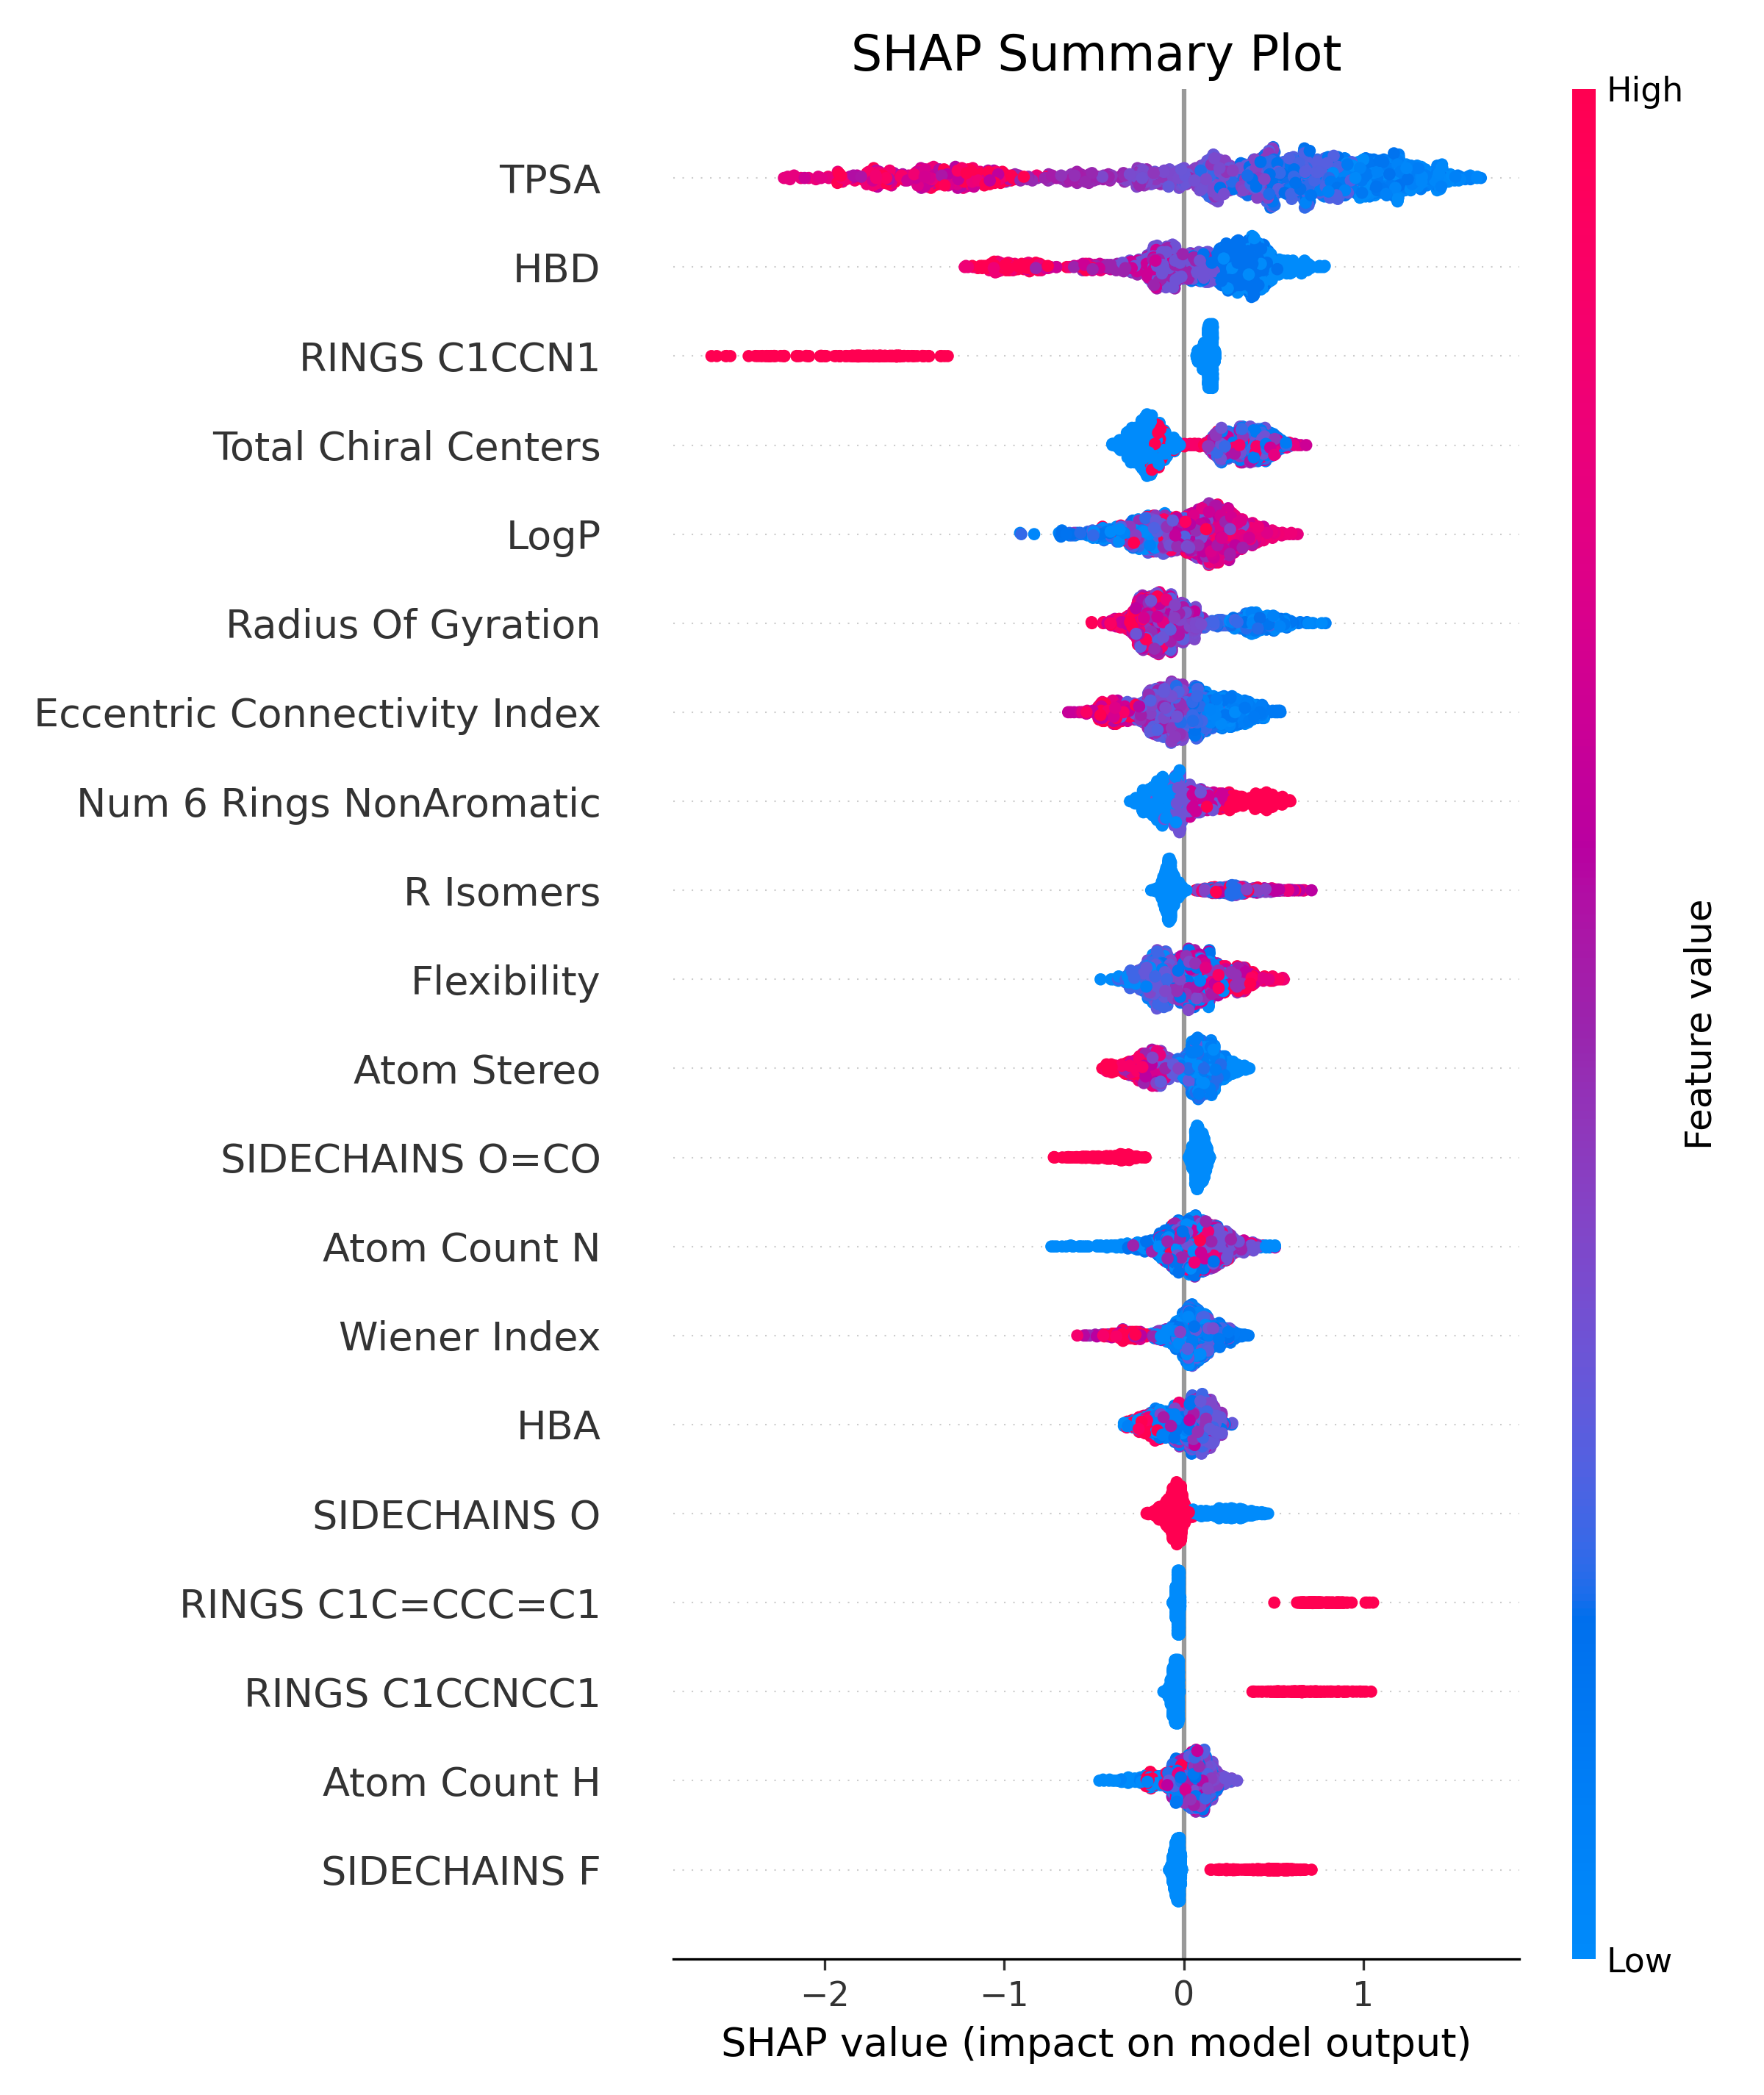 SHAP Summary Plot
High
TPSA
HBD
RINGS C1CCN1
Total Chiral Centers
LogP
Radius Of Gyration
Eccentric Connectivity Index
Num 6 Rings NonAromatic
R Isomers
Flexibility
Atom Stereo
SIDECHAINS O=CO
Atom Count N
Wiener Index
HBA
SIDECHAINS O
RINGS C1C=CCC=C1
RINGS C1CCNCC1
Atom Count H
SIDECHAINS F
Feature value
Low
−2 −1 0 1
SHAP value (impact on model output)